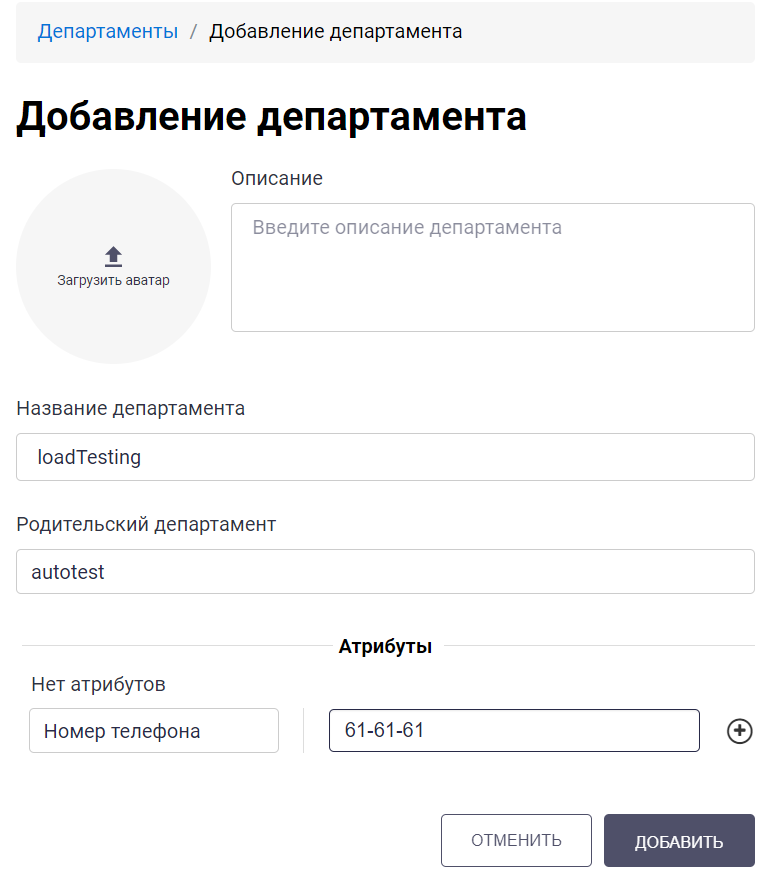 Департаменты / Добавление департамента
Добавление департамента
Описание
Введите описание департамента
Загрузить аватар
Название департамента
loadTesting
Родительский департамент
autotest
Атрибуты
Нет атрибутов
Номер телефона
61-61-61
ОТМЕНИТЬ
ДОБАВИТЬ